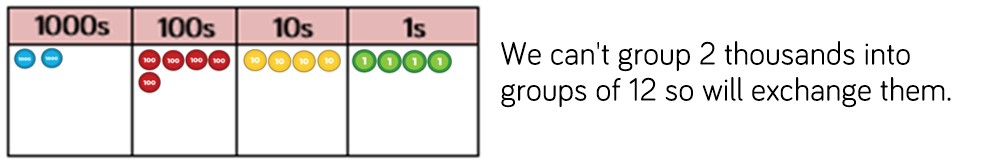 1000s 100s 10s 1s
1000 1000 100 100 100 100 10 10 10 10 1 1 1 1
100
We can't group 2 thousands into
groups of 12 so will exchange them.